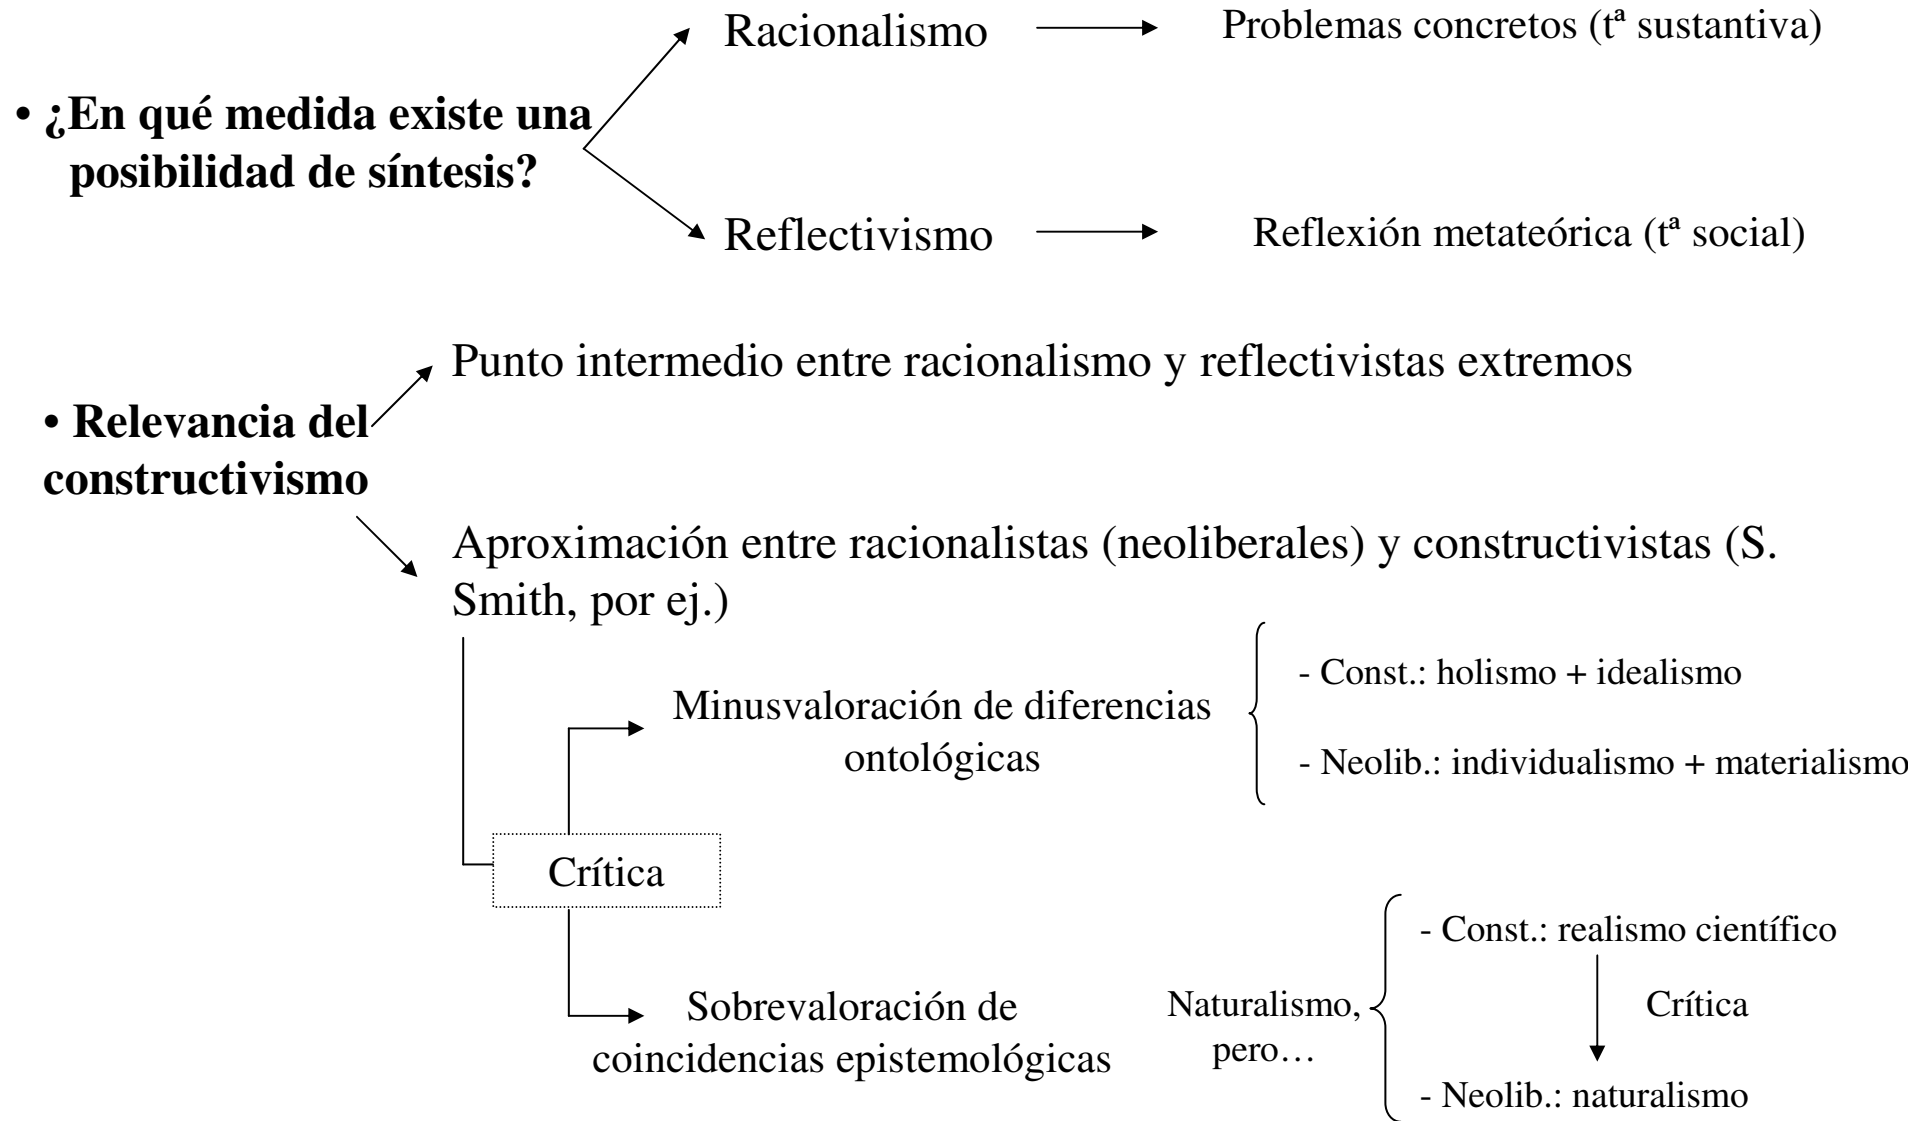 Racionalismo
Problemas concretos (tª sustantiva)
• ¿En qué medida existe una
posibilidad de síntesis?
Reflectivismo
Reflexión metateórica (tª social)
Punto intermedio entre racionalismo y reflectivistas extremos
• Relevancia del
constructivismo
Aproximación entre racionalistas (neoliberales) y constructivistas (S.
Smith, por ej.)
Minusvaloración de diferencias
ontológicas
- Const.: holismo + idealismo
- Neolib.: individualismo + materialismo
Crítica
Sobrevaloración de
coincidencias epistemológicas
Naturalismo,
pero…
- Const.: realismo científico
Crítica
- Neolib.: naturalismo